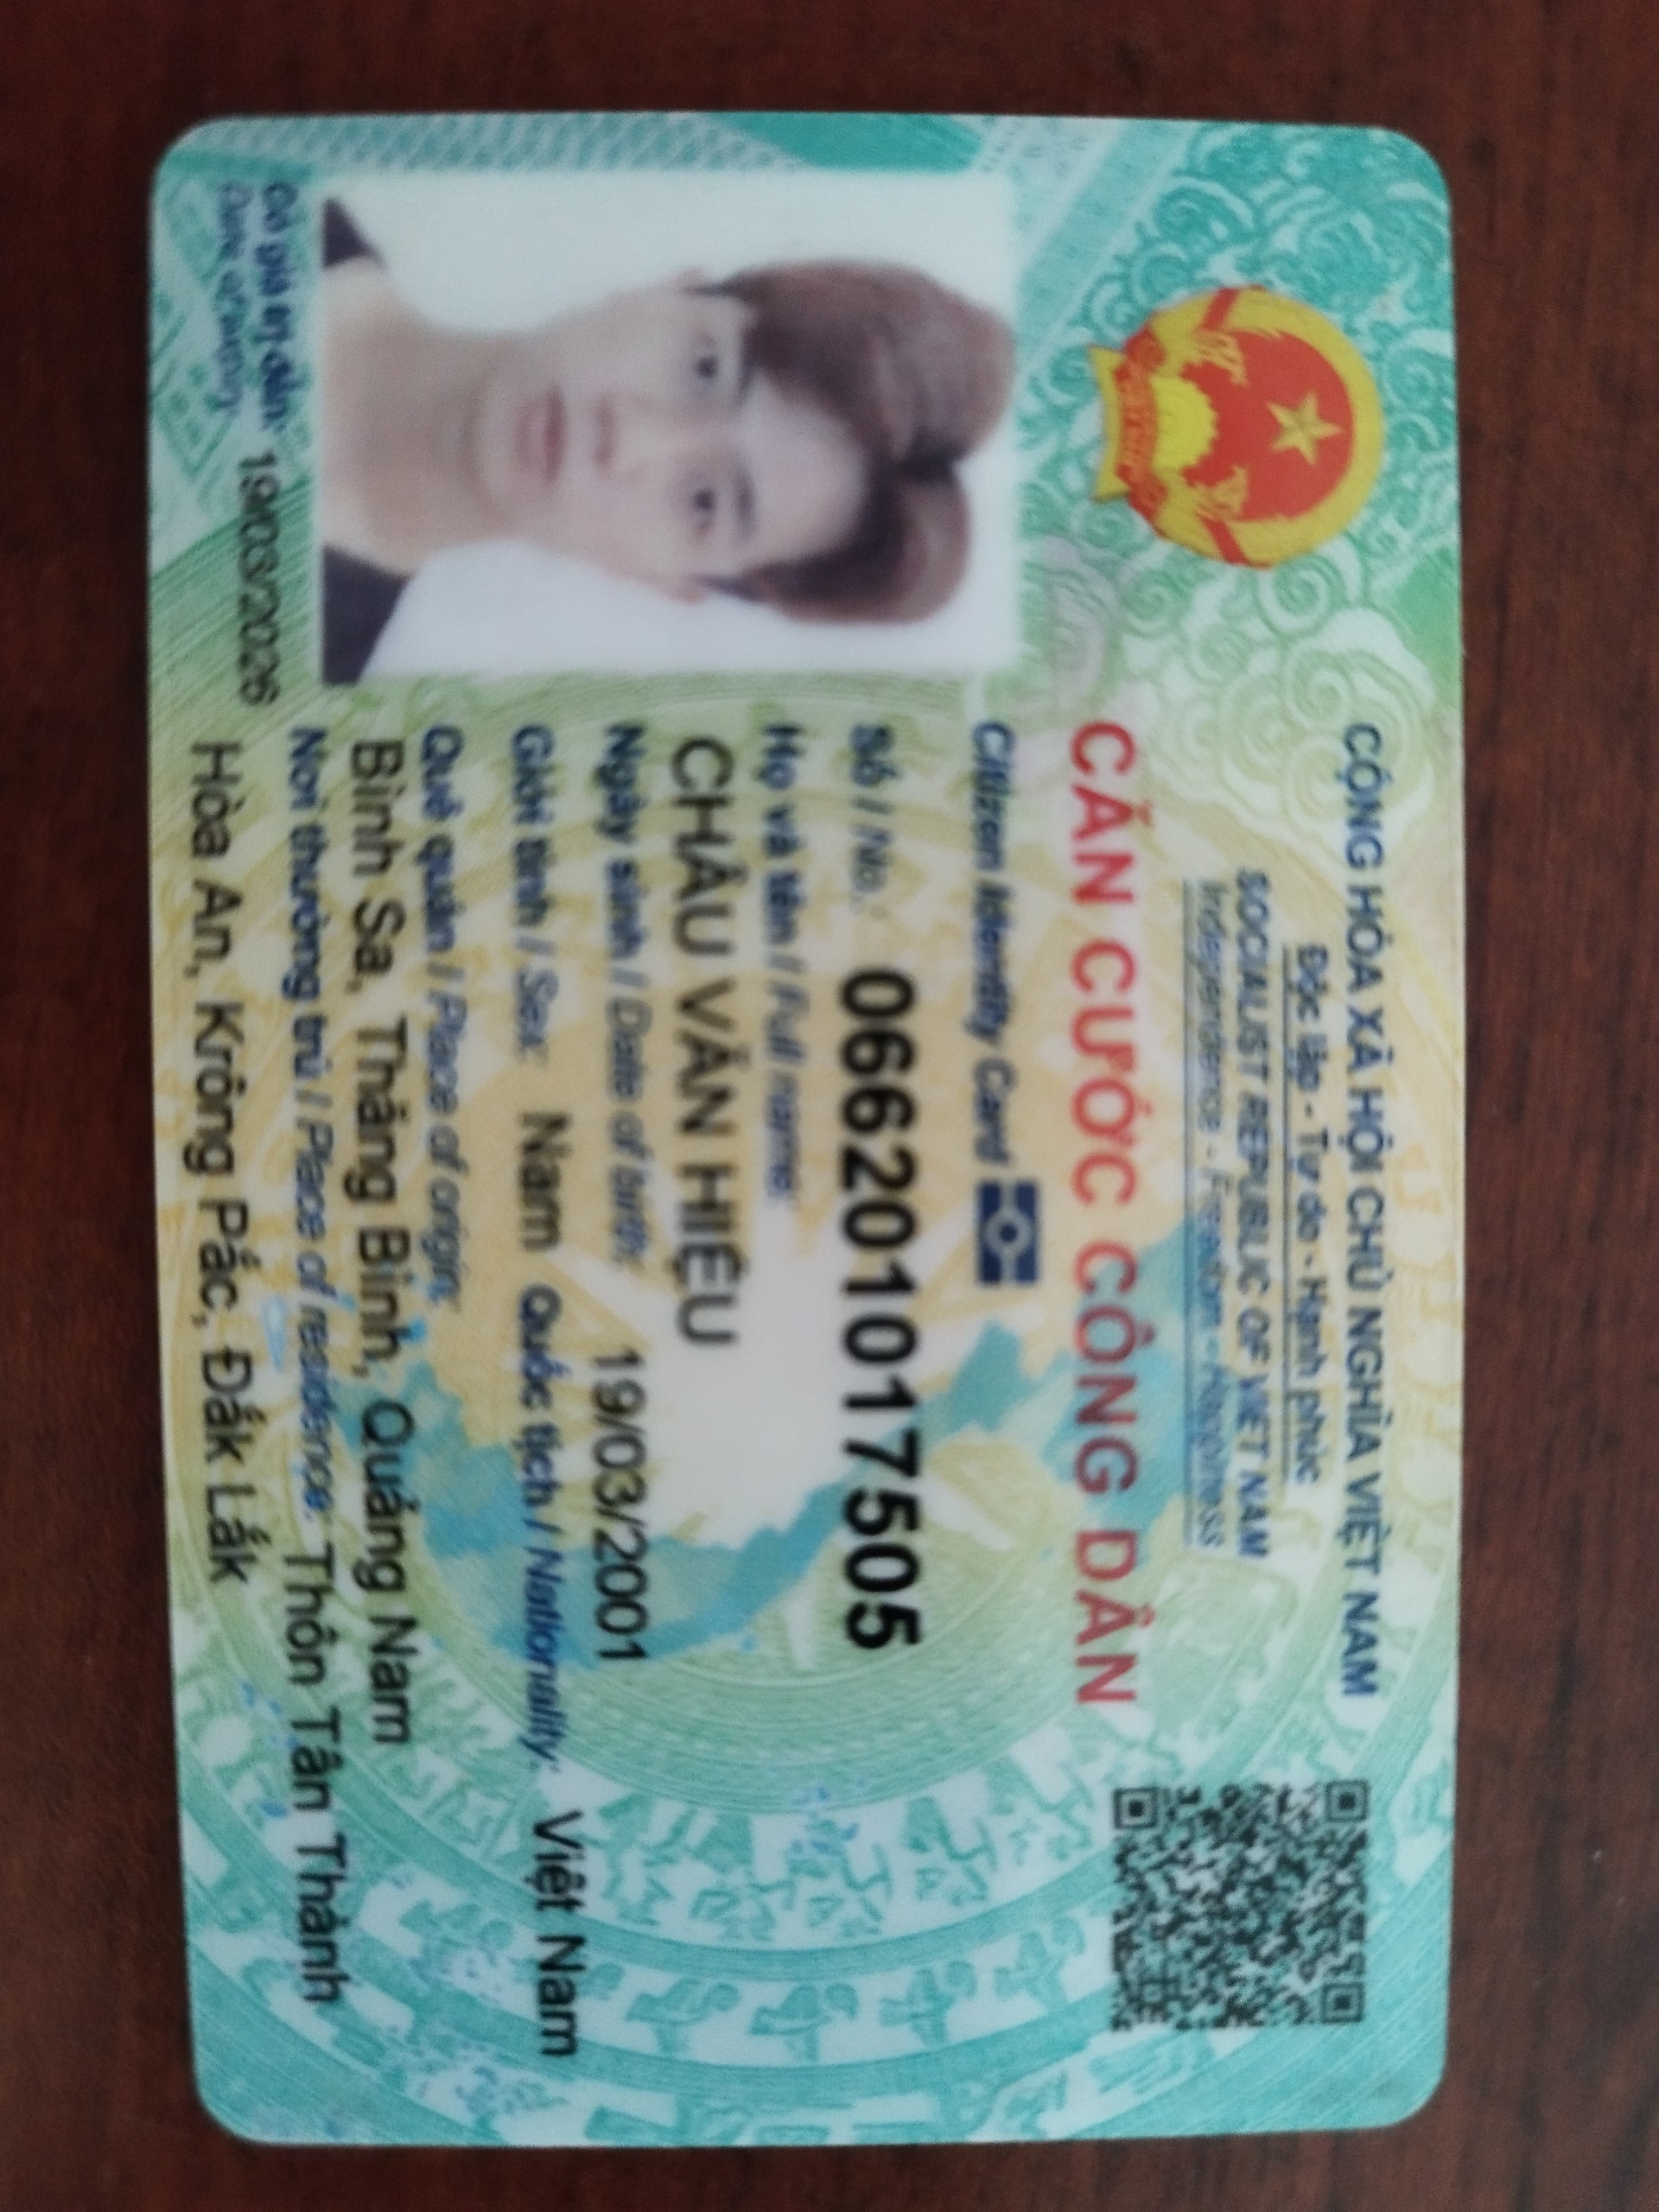 CỘNG HÒA XÃ HỘI CHỦ NGHĨA VIỆT NAM
Độc lập - Tự do - Hạnh phúc
SOCIALIST REPUBLIC OF VIET NAM
Independence - Freedom - Happiness
CĂN CƯỚC CÔNG DÂN
Citizen Identity Card
Số / No.: 066201017505
Họ và tên / Full name:
CHÂU VĂN HIẾU
Ngày sinh / Date of birth: 19/03/2001
Giới tính / Sex: Nam Quốc tịch / Nationality: Việt Nam
Quê quán / Place of origin:
Bình Sa, Thăng Bình, Quảng Nam
Nơi thường trú / Place of residence: Thôn Tân Thành
Hòa An, Krông Pắc, Đắk Lắk
Có giá trị đến: 19/03/2026
Date of expiry